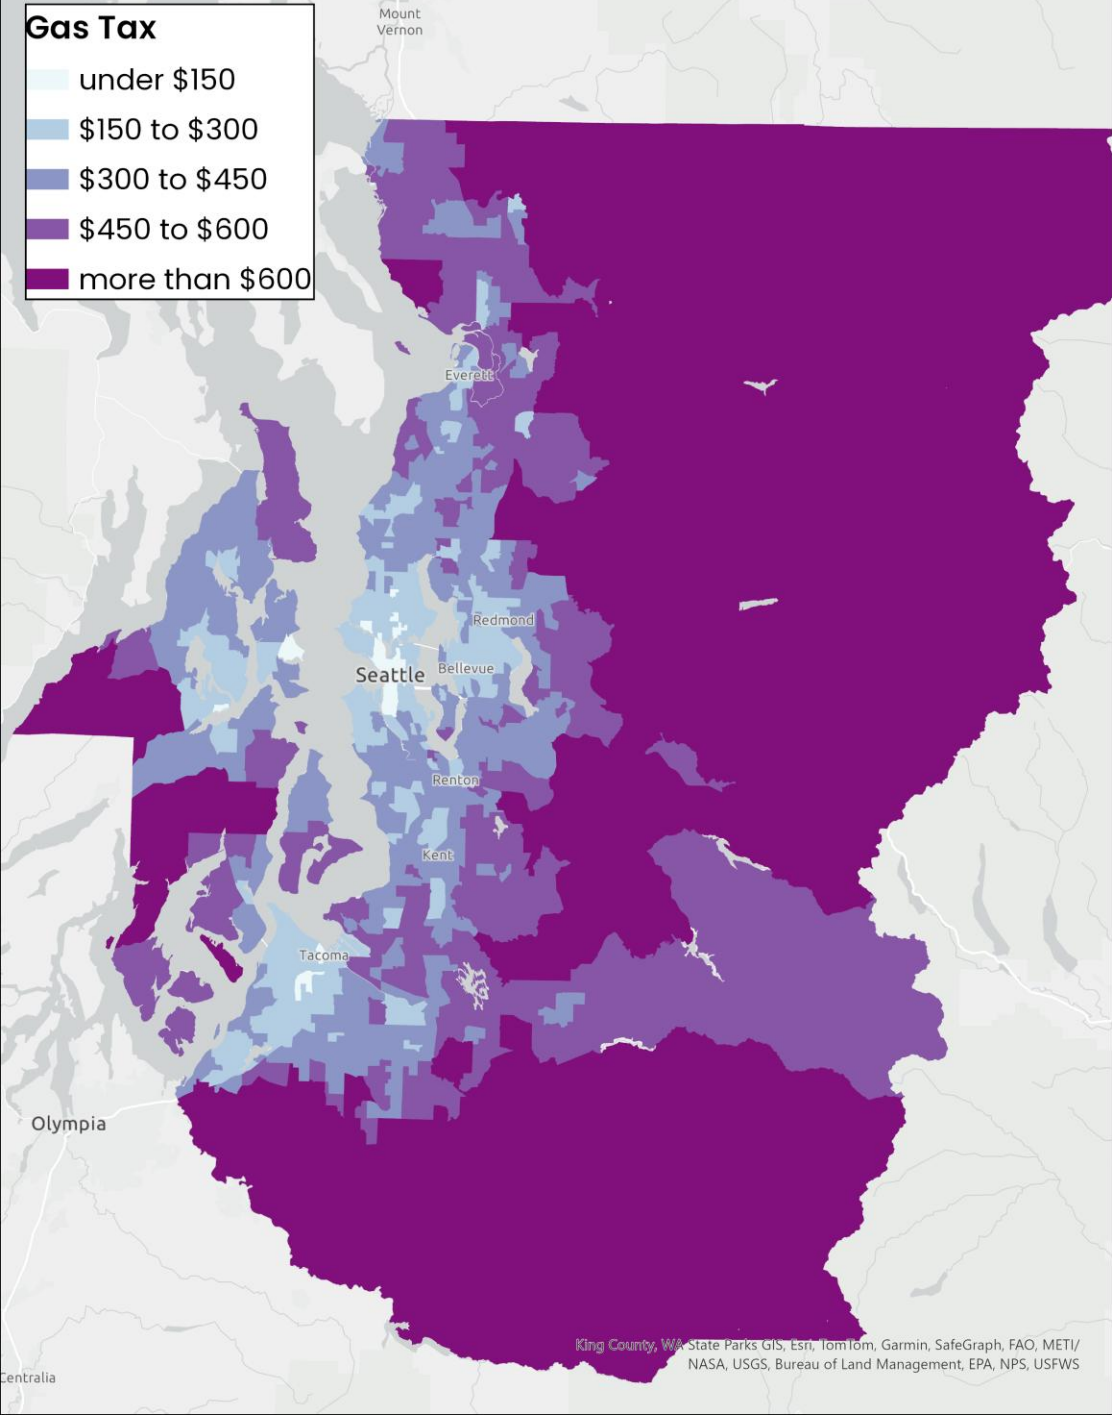 Gas Tax
under $150
$150 to $300
$300 to $450
$450 to $600
more than $600
Mount
Vernon
Everett
Redmond
Seattle
Bellevue
Renton
Kent
Tacoma
Olympia
Centralia
King County, WA State Parks GIS, Esri, TomTom, Garmin, SafeGraph, FAO, METI/
NASA, USGS, Bureau of Land Management, EPA, NPS, USFWS